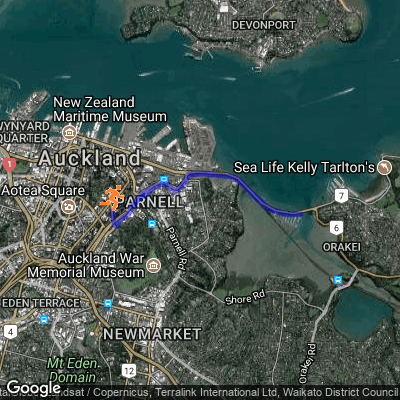 DEVONPORT
New Zealand
Maritime Museum
WYNYARD
QUARTER
1
Auckland
Sea Life Kelly Tarlton's
Aotea Square
PARNELL
7
6
ORAKEI
Auckland War
Memorial Museum
Parnell Rd
Shore Rd
EDEN TERRACE
4
NEWMARKET
Mt Eden
Domain
12
Orakei Rd
Google
Landsat / Copernicus, Terralink International Ltd, Waikato District Council